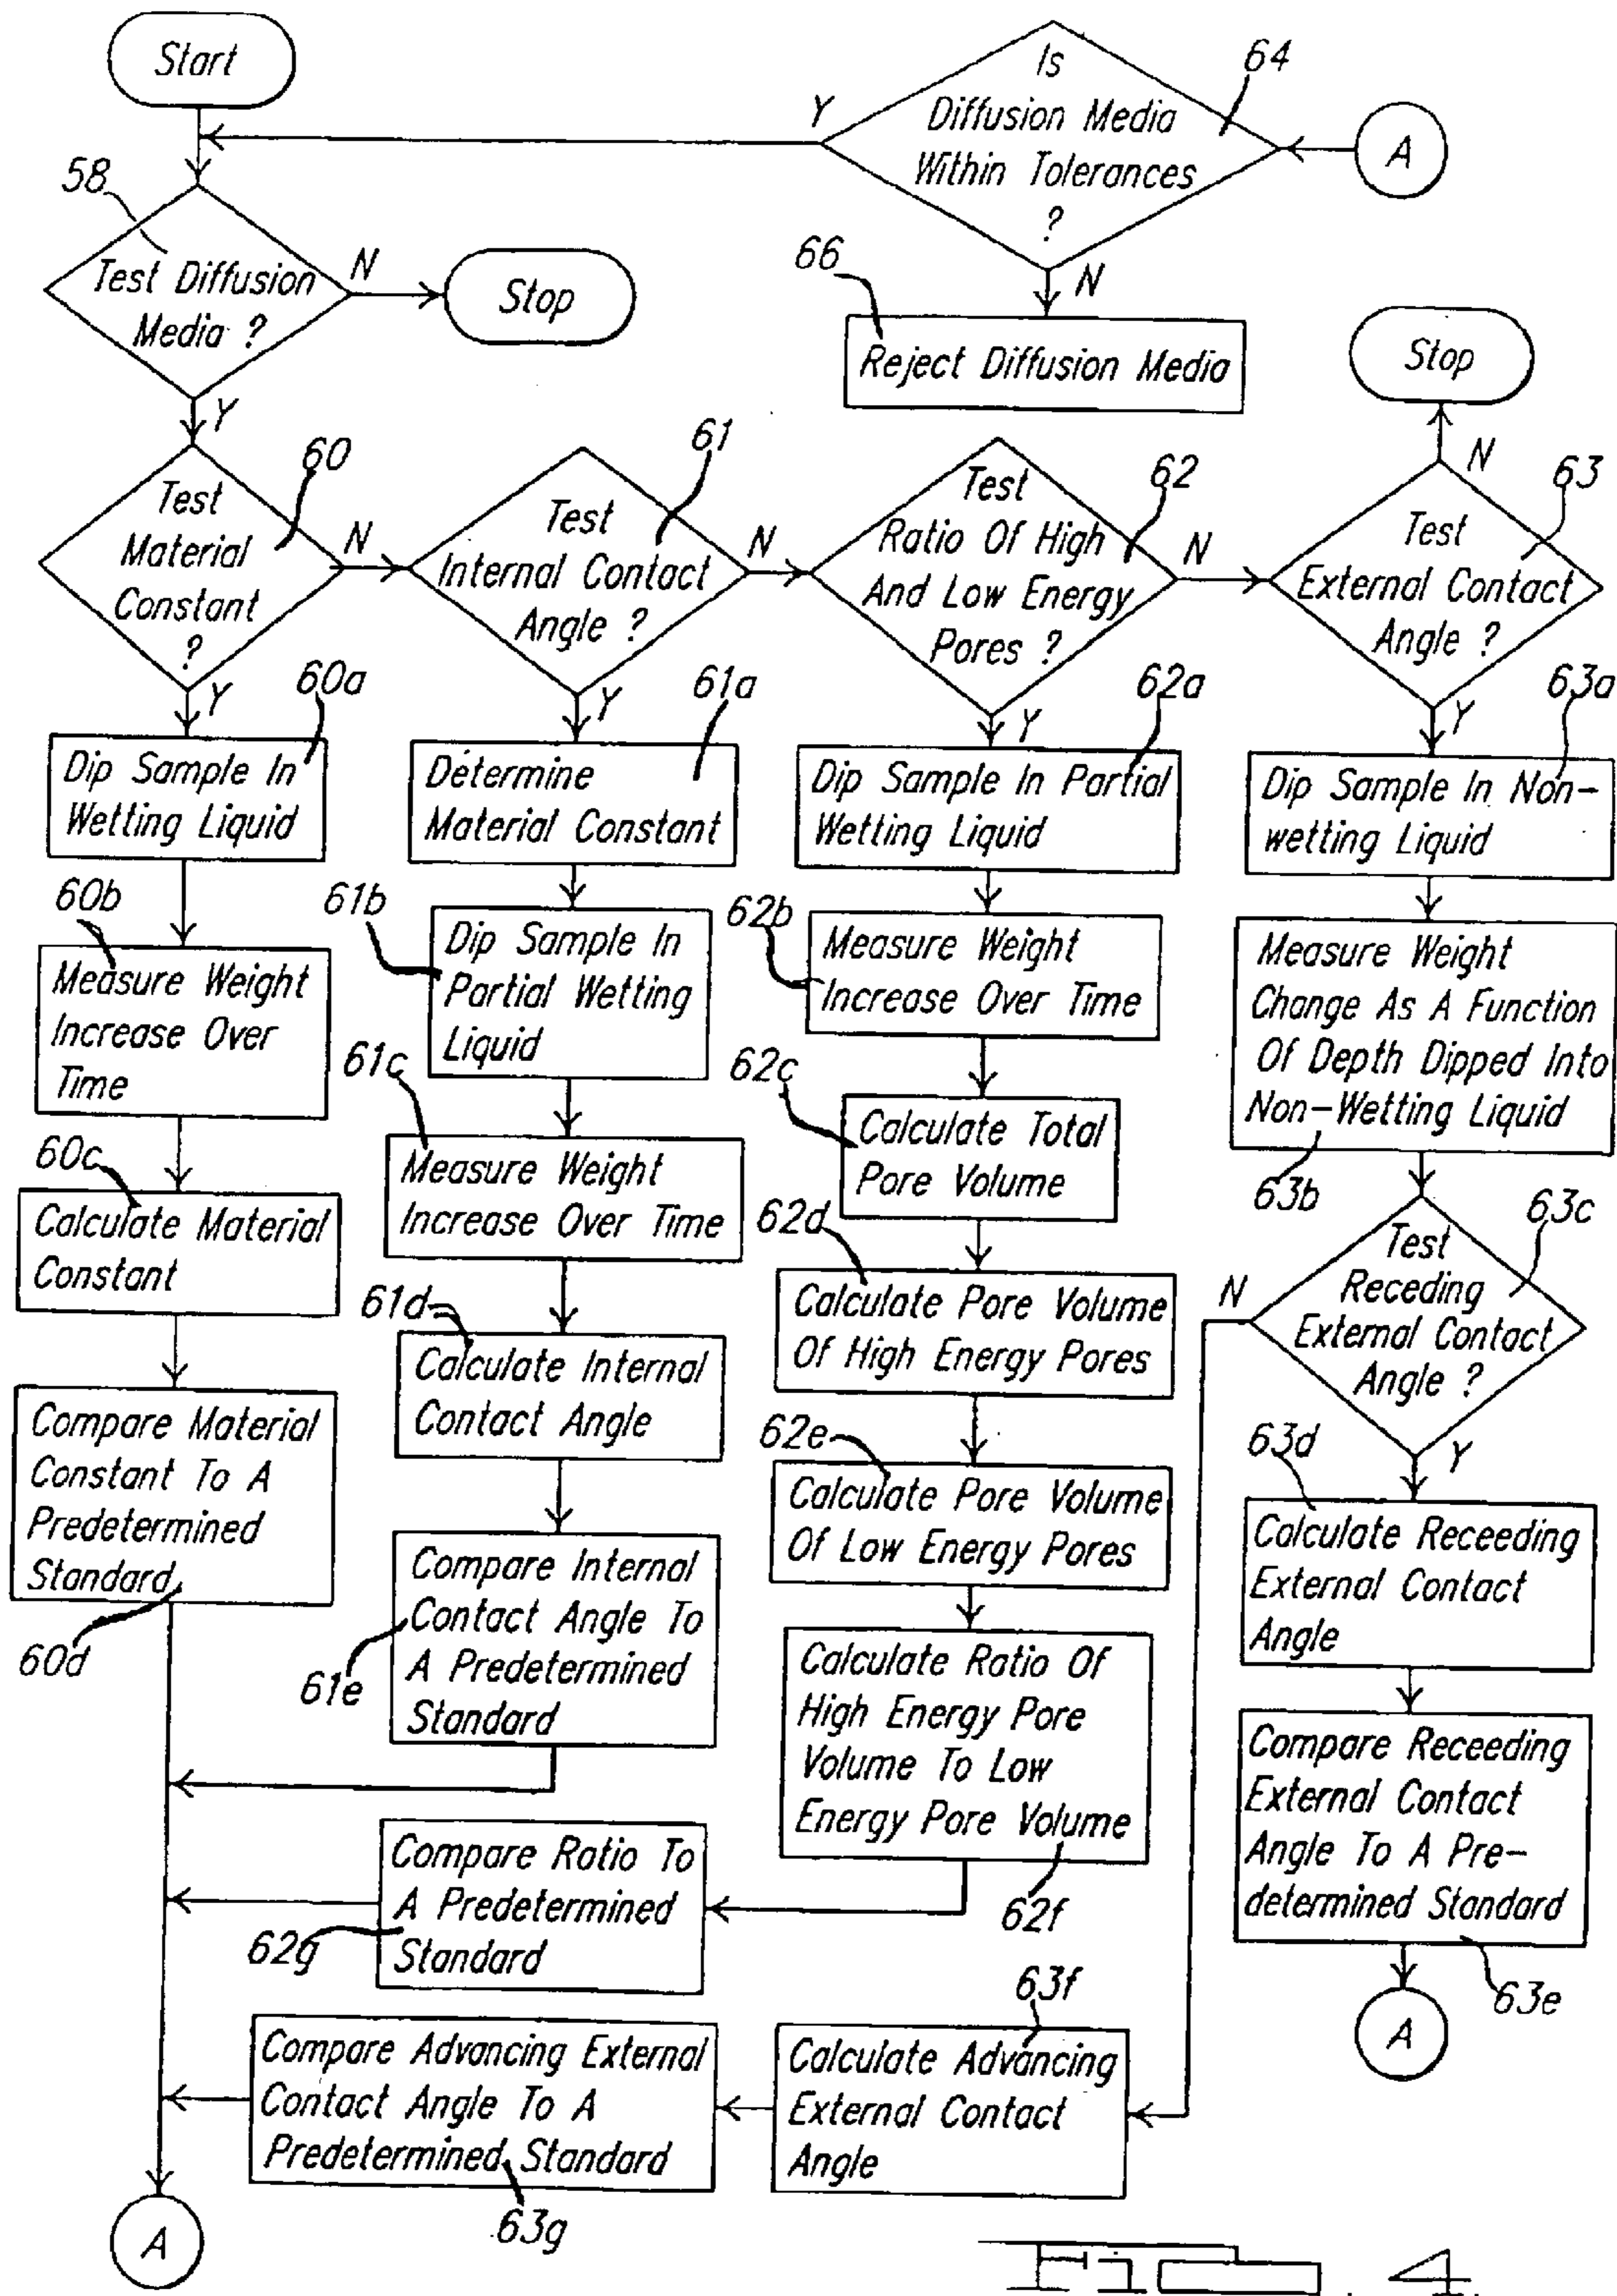 Start
Is
Diffusion Media
Within Tolerances
?
64
A
Y
N
58
Test Diffusion
Media ?
N
Y
Stop
66
Reject Diffusion Media
Stop
N
60
Test
Material
Constant
?
N
Y
61
Test
Internal Contact
Angle ?
N
Y
62
Test
Ratio Of High
And Low Energy
Pores ?
N
Y
63
Test
External Contact
Angle ?
Y
60a
Dip Sample In
Wetting Liquid
60b
Measure Weight
Increase Over
Time
60c
Calculate Material
Constant
Compare Material
Constant To A
Predetermined
Standard
60d
61a
Determine
Material Constant
61b
Dip Sample In
Partial Wetting
Liquid
61c
Measure Weight
Increase Over Time
61d
Calculate Internal
Contact Angle
Compare Internal
Contact Angle To
A Predetermined
Standard
61e
62a
Dip Sample In Partial
Wetting Liquid
62b
Measure Weight
Increase Over Time
62c
Calculate Total
Pore Volume
62d
Calculate Pore Volume
Of High Energy Pores
62e
Calculate Pore Volume
Of Low Energy Pores
Calculate Ratio Of
High Energy Pore
Volume To Low
Energy Pore Volume
62f
Compare Ratio To
A Predetermined
Standard
62g
63a
Dip Sample In Non-
wetting Liquid
Measure Weight
Change As A Function
Of Depth Dipped Into
Non-Wetting Liquid
63b
63c
Test
Receding
External Contact
Angle ?
N
Y
63d
Calculate Receeding
External Contact
Angle
Compare Receeding
External Contact
Angle To A Pre-
determined Standard
63e
A
63f
Calculate Advancing
External Contact
Angle
Compare Advancing External
Contact Angle To A
Predetermined Standard
63g
A